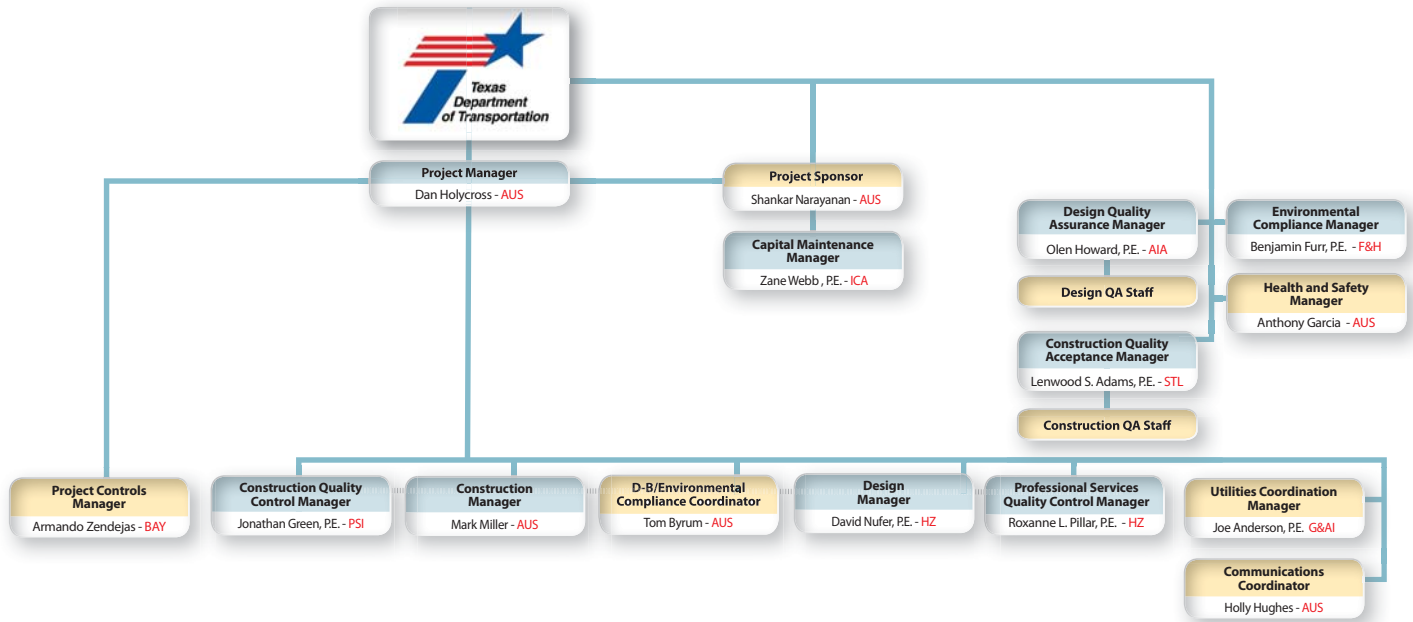 Texas
Department
of Transportation
Project Manager
Dan Holycross - AUS
Project Sponsor
Shankar Narayanan - AUS
Capital Maintenance
Manager
Zane Webb , P.E. - ICA
Design Quality
Assurance Manager
Olen Howard, P.E. - AIA
Design QA Staff
Environmental
Compliance Manager
Benjamin Furr, P.E. - F&H
Health and Safety
Manager
Anthony Garcia - AUS
Construction Quality
Acceptance Manager
Lenwood S. Adams, P.E. - STL
Construction QA Staff
Project Controls
Manager
Armando Zendejas - BAY
Construction Quality
Control Manager
Jonathan Green, P.E. - PSI
Construction
Manager
Mark Miller - AUS
D-B/Environmental
Compliance Coordinator
Tom Byrum - AUS
Design
Manager
David Nufer, P.E. - HZ
Professional Services
Quality Control Manager
Roxanne L. Pillar, P.E. - HZ
Utilities Coordination
Manager
Joe Anderson, P.E. G&AI
Communications
Coordinator
Holly Hughes - AUS